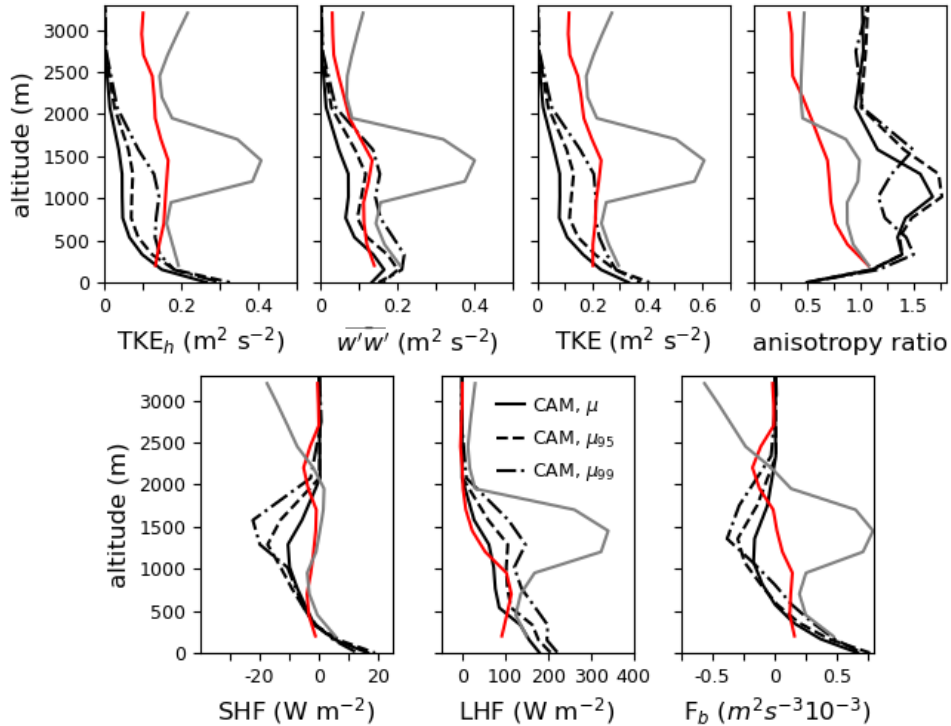 3000
2500
2000
1500
1000
500
0
altitude (m)
0 0.2 0.4
0 0.2 0.4
0 0.2 0.4 0.6
0 0.5 1.0 1.5
TKEₕ (m² s⁻²)
w′w′ (m² s⁻²)
TKE (m² s⁻²)
anisotropy ratio
3000
2500
2000
1500
1000
500
0
altitude (m)
CAM, μ
CAM, μ₉₅
CAM, μ₉₉
-20 0 20
0 100 200 300 400
-0.5 0 0.5
SHF (W m⁻²)
LHF (W m⁻²)
F_b (m²s⁻³10⁻³)